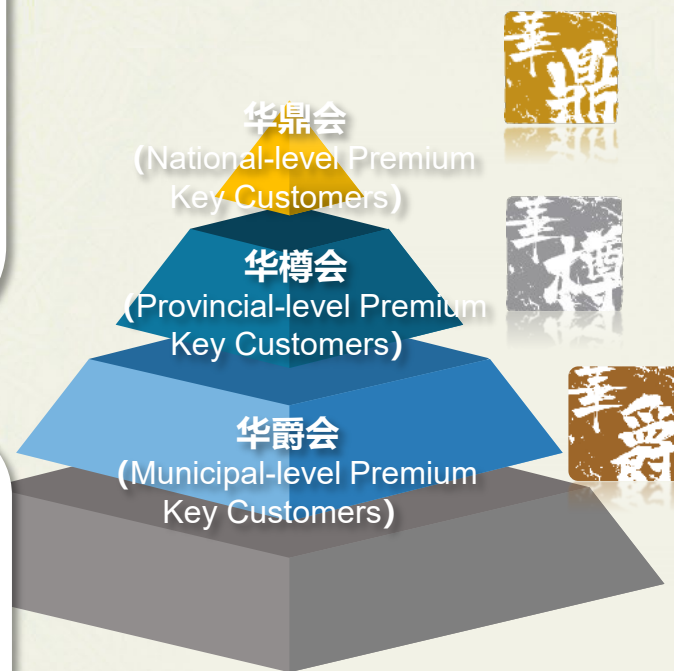 華鼎
华鼎会
(National-level Premium
Key Customers)
華樽
华樽会
(Provincial-level Premium
Key Customers)
華爵
华爵会
(Municipal-level Premium
Key Customers)